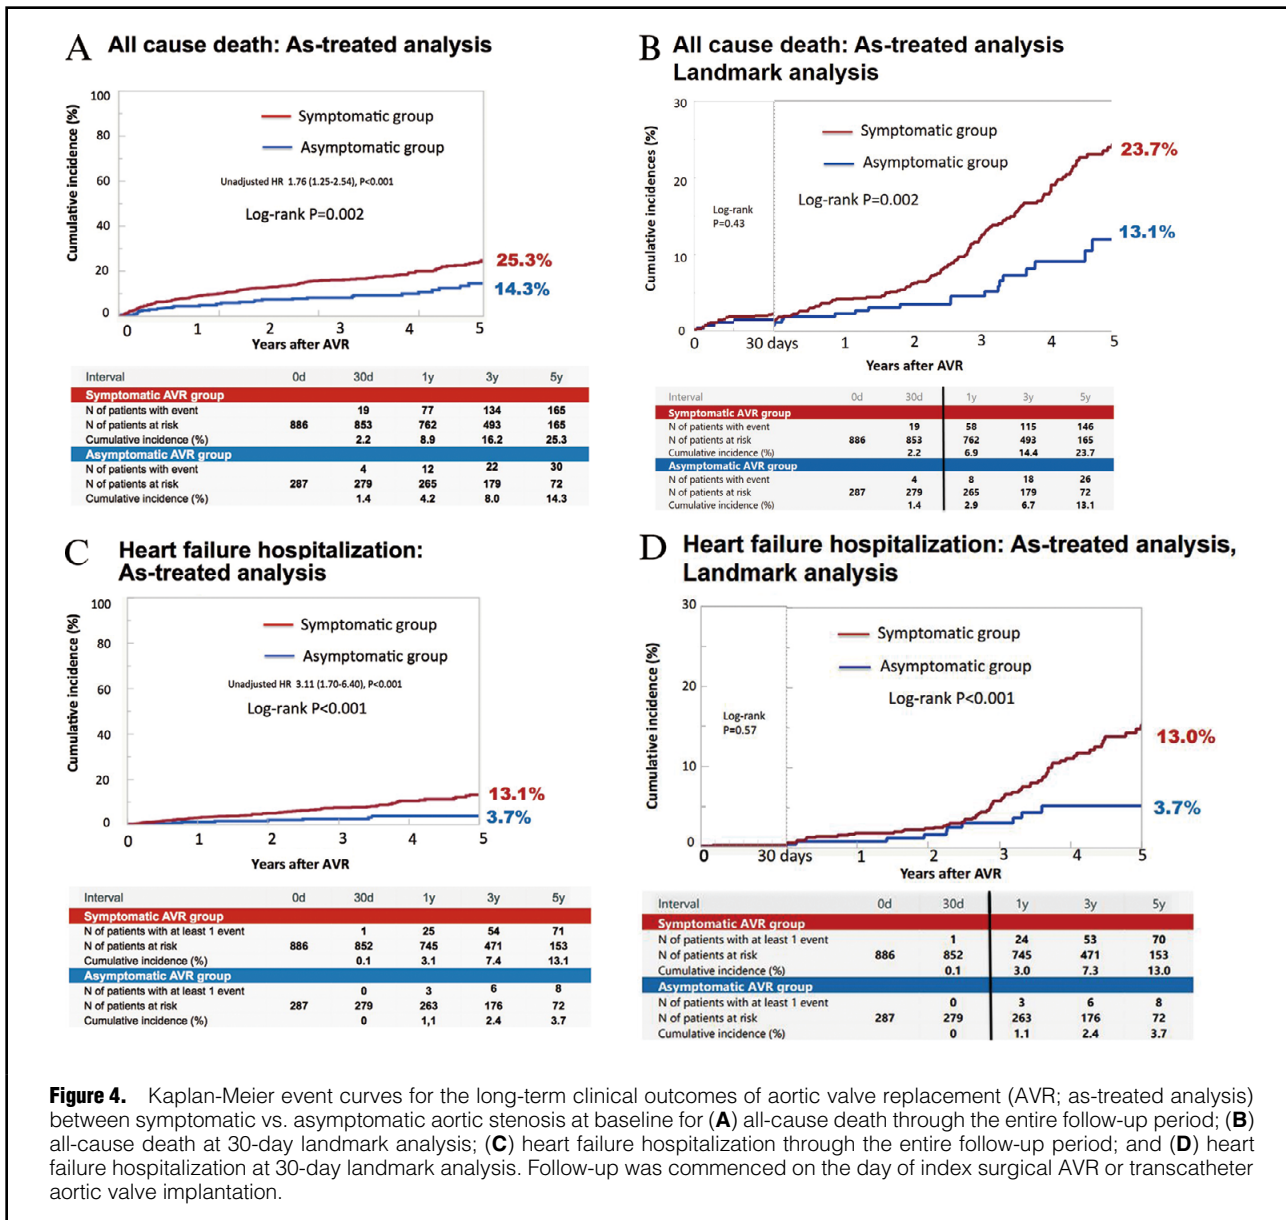 A All cause death: As-treated analysis
100
80
60
40
20
0
Cumulative incidence (%)
Symptomatic group
Asymptomatic group
Unadjusted HR 1.76 (1.25-2.54), P<0.001
Log-rank P=0.002
25.3%
14.3%
0 1 2 3 4 5
Years after AVR
Interval 0d 30d 1y 3y 5y
Symptomatic AVR group
N of patients with event 19 77 134 165
N of patients at risk 886 853 762 493 165
Cumulative incidence (%) 2.2 8.9 16.2 25.3
Asymptomatic AVR group
N of patients with event 4 12 22 30
N of patients at risk 287 279 265 179 72
Cumulative incidence (%) 1.4 4.2 8.0 14.3
B All cause death: As-treated analysis
Landmark analysis
30
20
10
0
Cumulative incidences (%)
Symptomatic group
Asymptomatic group
Log-rank
P=0.43
Log-rank P=0.002
23.7%
13.1%
0 30 days 1 2 3 4 5
Years after AVR
Interval 0d 30d 1y 3y 5y
Symptomatic AVR group
N of patients with event 19 58 115 146
N of patients at risk 886 853 762 493 165
Cumulative incidence (%) 2.2 6.9 14.4 23.7
Asymptomatic AVR group
N of patients with event 4 8 18 26
N of patients at risk 287 279 265 179 72
Cumulative incidence (%) 1.4 2.9 6.7 13.1
C Heart failure hospitalization:
As-treated analysis
100
80
60
40
20
0
Cumulative incidence (%)
Symptomatic group
Asymptomatic group
Unadjusted HR 3.11 (1.70-6.40), P<0.001
Log-rank P<0.001
13.1%
3.7%
0 1 2 3 4 5
Years after AVR
Interval 0d 30d 1y 3y 5y
Symptomatic AVR group
N of patients with at least 1 event 1 25 54 71
N of patients at risk 886 852 745 471 153
Cumulative incidence (%) 0.1 3.1 7.4 13.1
Asymptomatic AVR group
N of patients with at least 1 event 0 3 6 8
N of patients at risk 287 279 263 176 72
Cumulative incidence (%) 0 1,1 2.4 3.7
D Heart failure hospitalization: As-treated analysis,
Landmark analysis
30
20
10
0
Cumulative incidence (%)
Symptomatic group
Asymptomatic group
Log-rank
P=0.57
Log-rank P<0.001
13.0%
3.7%
0 30 days 1 2 3 4 5
Years after AVR
Interval 0d 30d 1y 3y 5y
Symptomatic AVR group
N of patients with at least 1 event 1 24 53 70
N of patients at risk 886 852 745 471 153
Cumulative incidence (%) 0.1 3.0 7.3 13.0
Asymptomatic AVR group
N of patients with at least 1 event 0 3 6 8
N of patients at risk 287 279 263 176 72
Cumulative incidence (%) 0 1.1 2.4 3.7
Figure 4. Kaplan-Meier event curves for the long-term clinical outcomes of aortic valve replacement (AVR; as-treated analysis)
between symptomatic vs. asymptomatic aortic stenosis at baseline for (A) all-cause death through the entire follow-up period; (B)
all-cause death at 30-day landmark analysis; (C) heart failure hospitalization through the entire follow-up period; and (D) heart
failure hospitalization at 30-day landmark analysis. Follow-up was commenced on the day of index surgical AVR or transcatheter
aortic valve implantation.